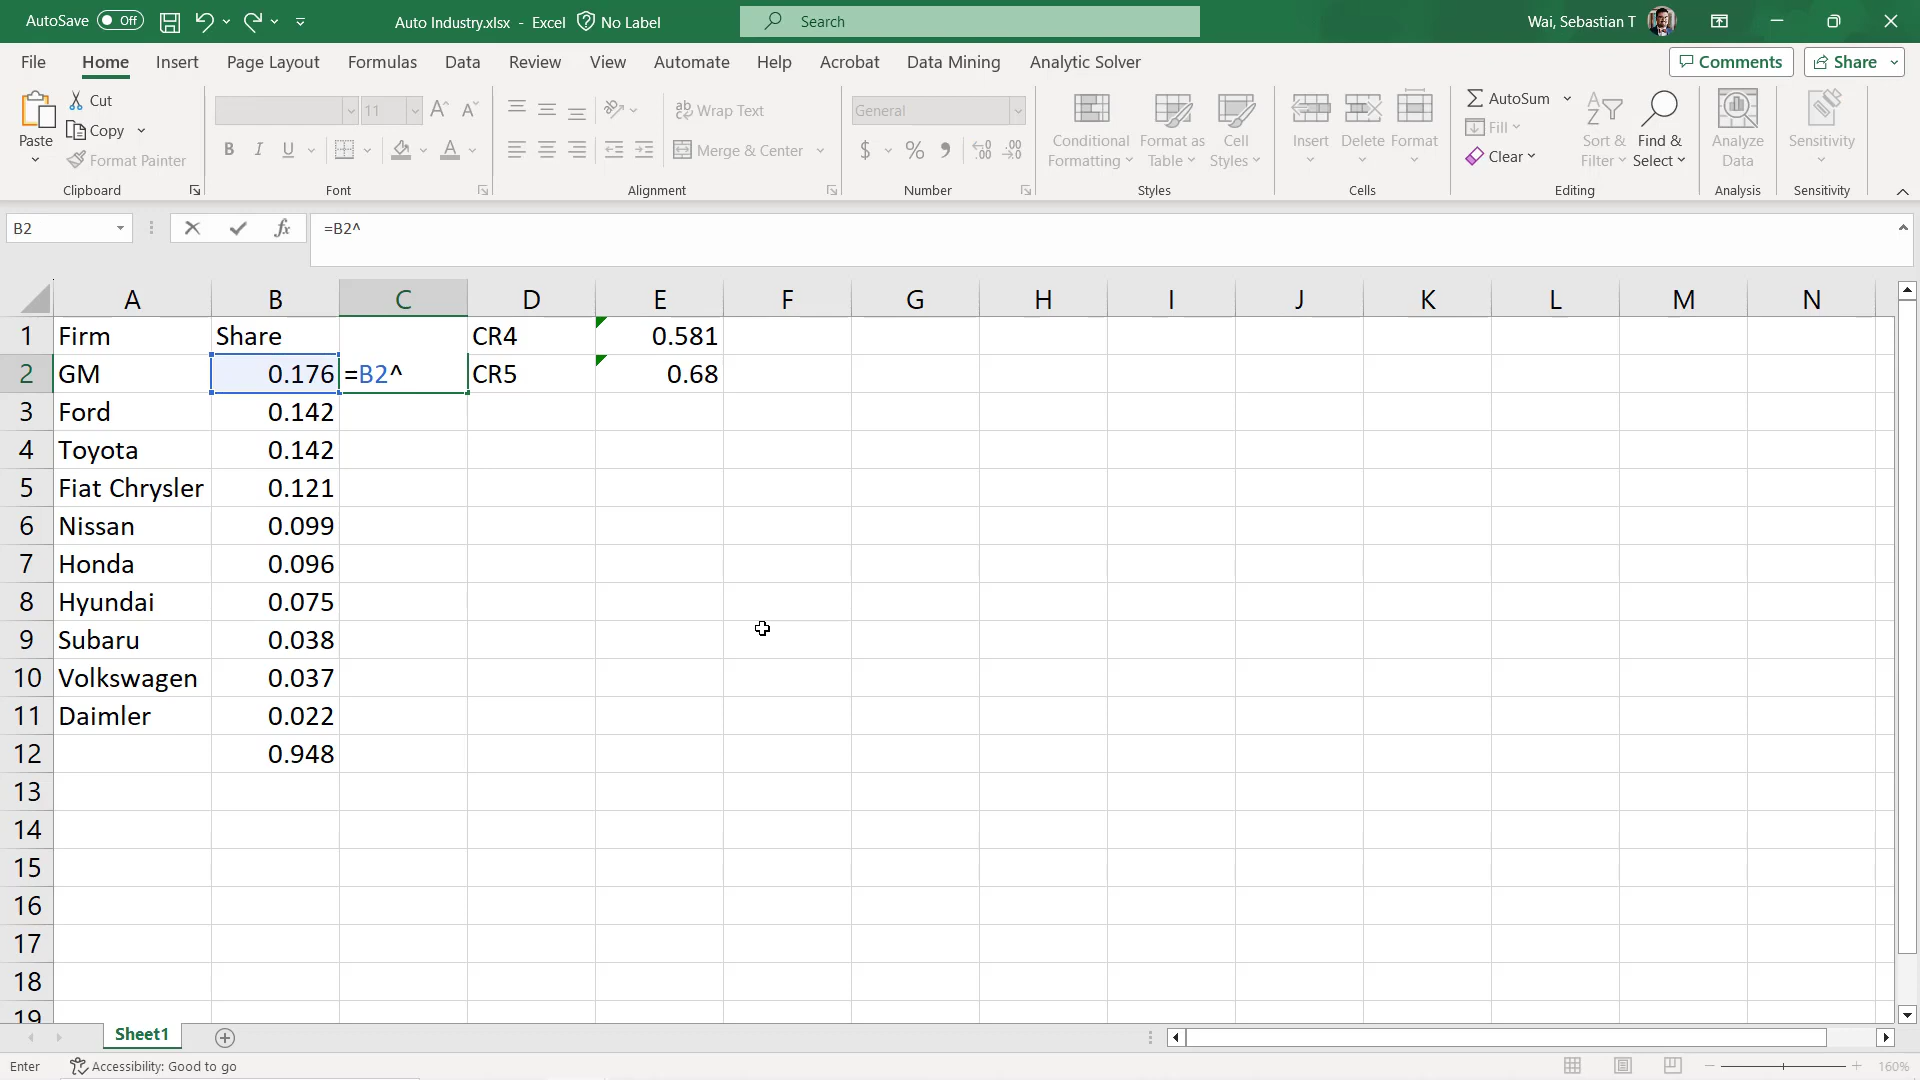 AutoSave Off Auto Industry.xlsx - Excel No Label Search Wai, Sebastian T
File Home Insert Page Layout Formulas Data Review View Automate Help Acrobat Data Mining Analytic Solver Comments Share
Paste Cut Copy Format Painter Clipboard
11 B I U A Font
ab Wrap Text Merge & Center Alignment
General $ % Number
Conditional Formatting Format as Table Cell Styles Styles
Insert Delete Format Cells
AutoSum Fill Clear Sort & Filter Find & Select Editing
Analyze Data Analysis
Sensitivity Sensitivity
B2 fx =B2^
A B C D E F G H I J K L M N
1 Firm Share CR4 0.581
2 GM 0.176 =B2^ CR5 0.68
3 Ford 0.142
4 Toyota 0.142
5 Fiat Chrysler 0.121
6 Nissan 0.099
7 Honda 0.096
8 Hyundai 0.075
9 Subaru 0.038
10 Volkswagen 0.037
11 Daimler 0.022
12 0.948
13
14
15
16
17
18
19
Sheet1
Enter Accessibility: Good to go 160%